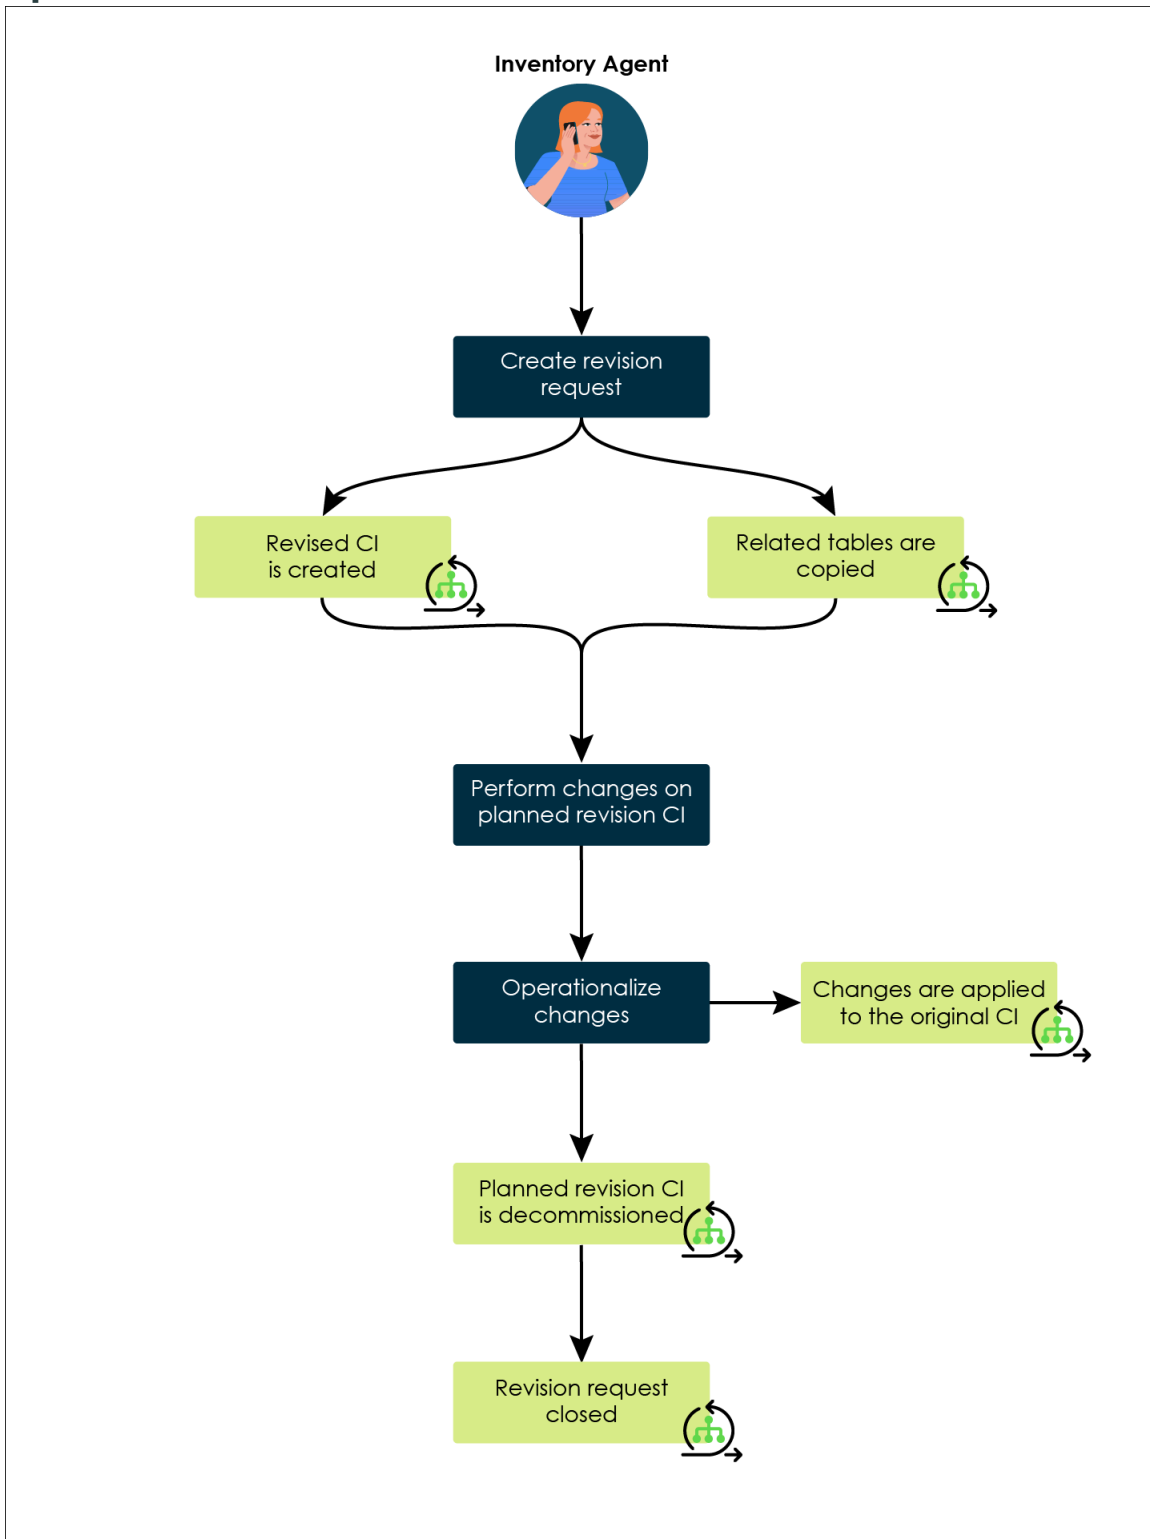 Inventory Agent
Create revision
request
Revised CI
is created
Related tables are
copied
Perform changes on
planned revision CI
Operationalize
changes
Changes are applied
to the original CI
Planned revision CI
is decommissioned
Revision request
closed